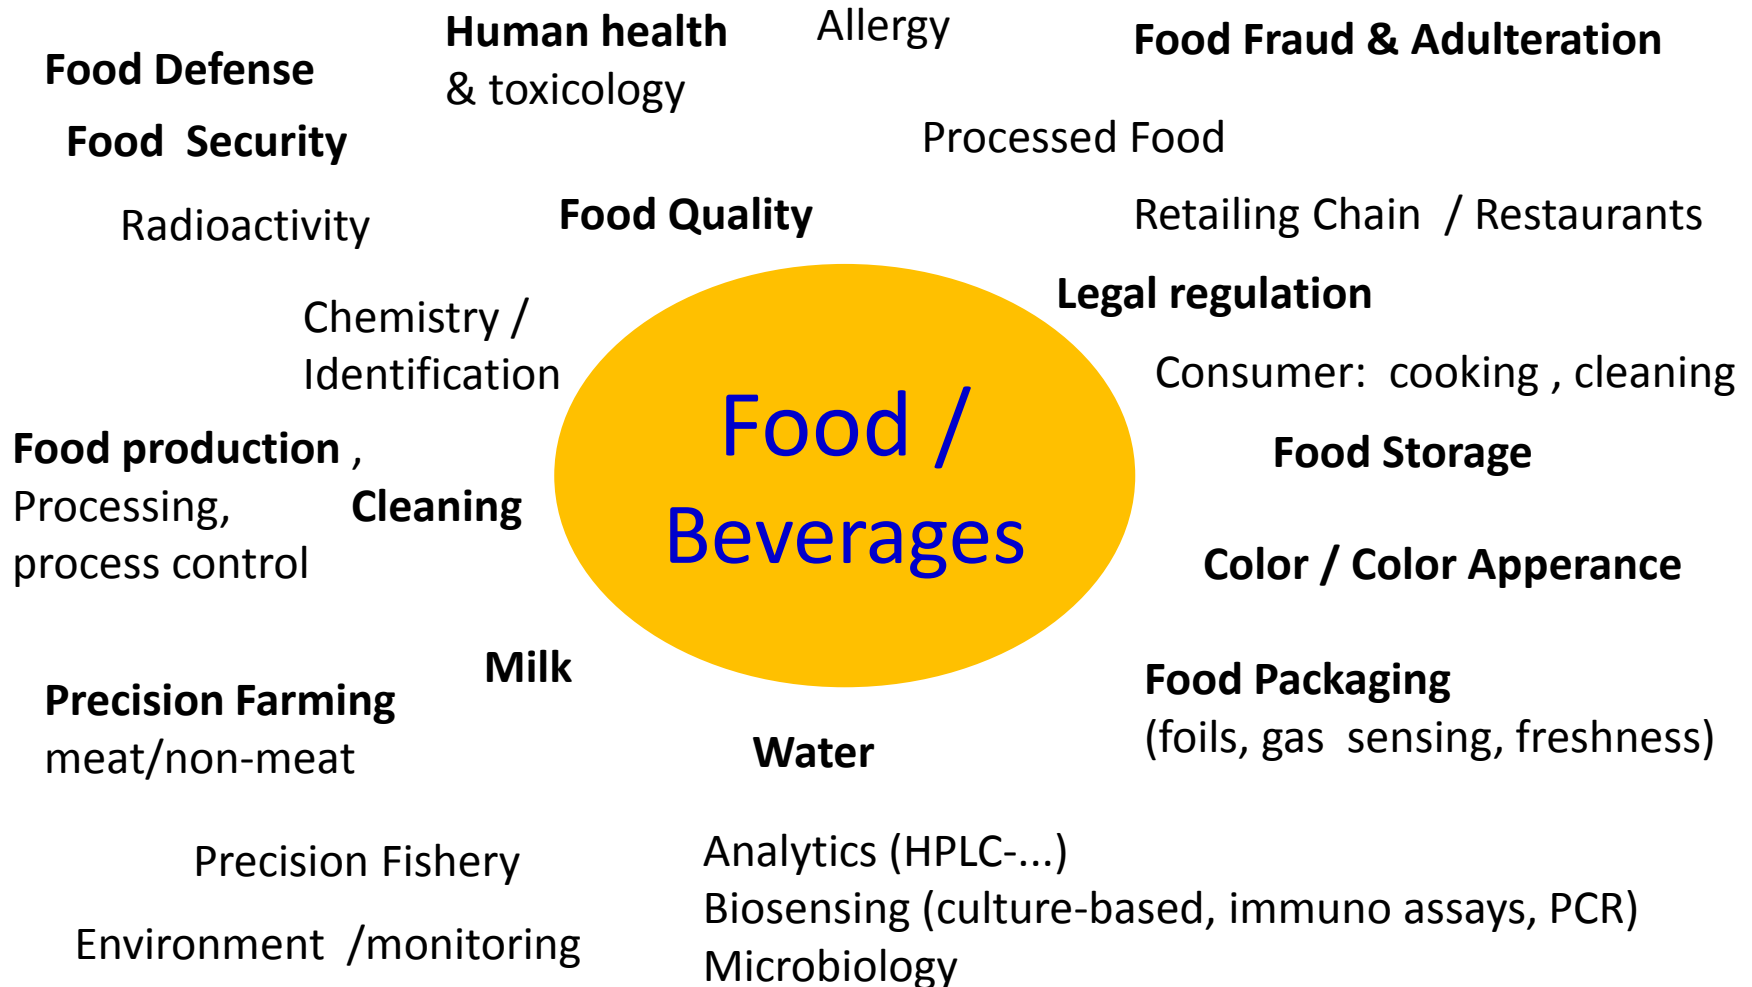 Human health
& toxicology
Allergy
Food Fraud & Adulteration
Food Defense
Food Security
Processed Food
Radioactivity
Food Quality
Retailing Chain / Restaurants
Legal regulation
Chemistry /
Identification
Consumer: cooking , cleaning
Food /
Beverages
Food production ,
Processing,
process control
Cleaning
Food Storage
Color / Color Apperance
Milk
Precision Farming
meat/non-meat
Food Packaging
(foils, gas sensing, freshness)
Water
Precision Fishery
Environment /monitoring
Analytics (HPLC-...)
Biosensing (culture-based, immuno assays, PCR)
Microbiology